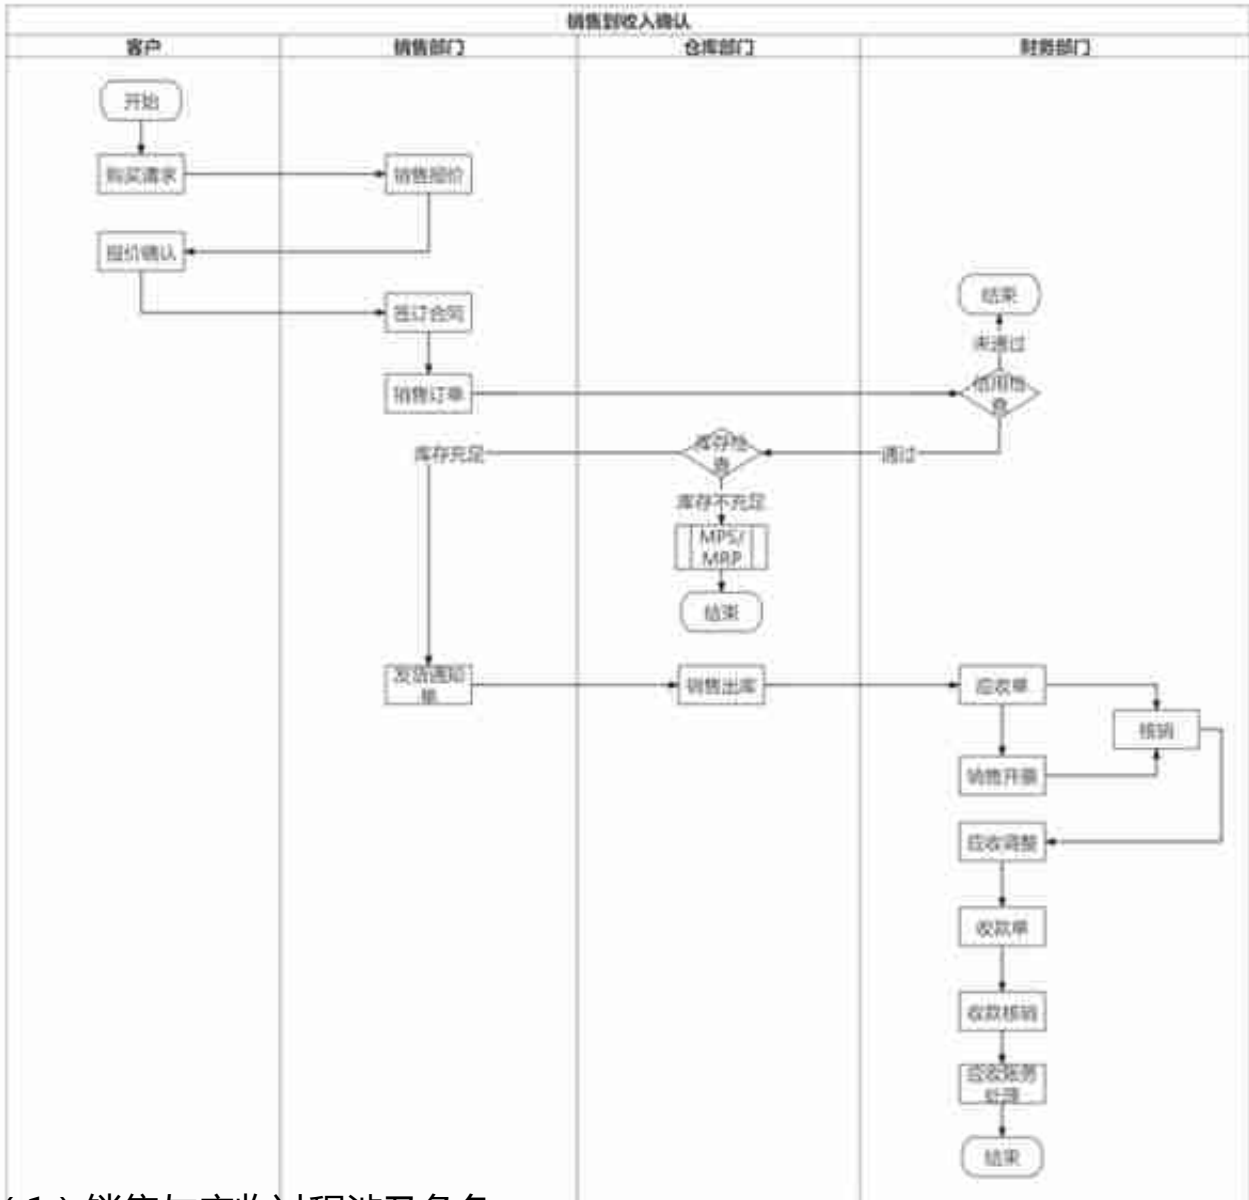 销售到收入确认
客户
销售部门
仓库部门
财务部门
开始
购买请求
销售报价
报价确认
签订合同
结束
未通过
销售订单
信用检
查
库存充足
库存检
查
通过
库存不充足
MPS/
MRP
结束
发货通知
单
销售出库
应收单
核销
销售开票
应收调整
收款单
收款核销
应收账务
处理
结束